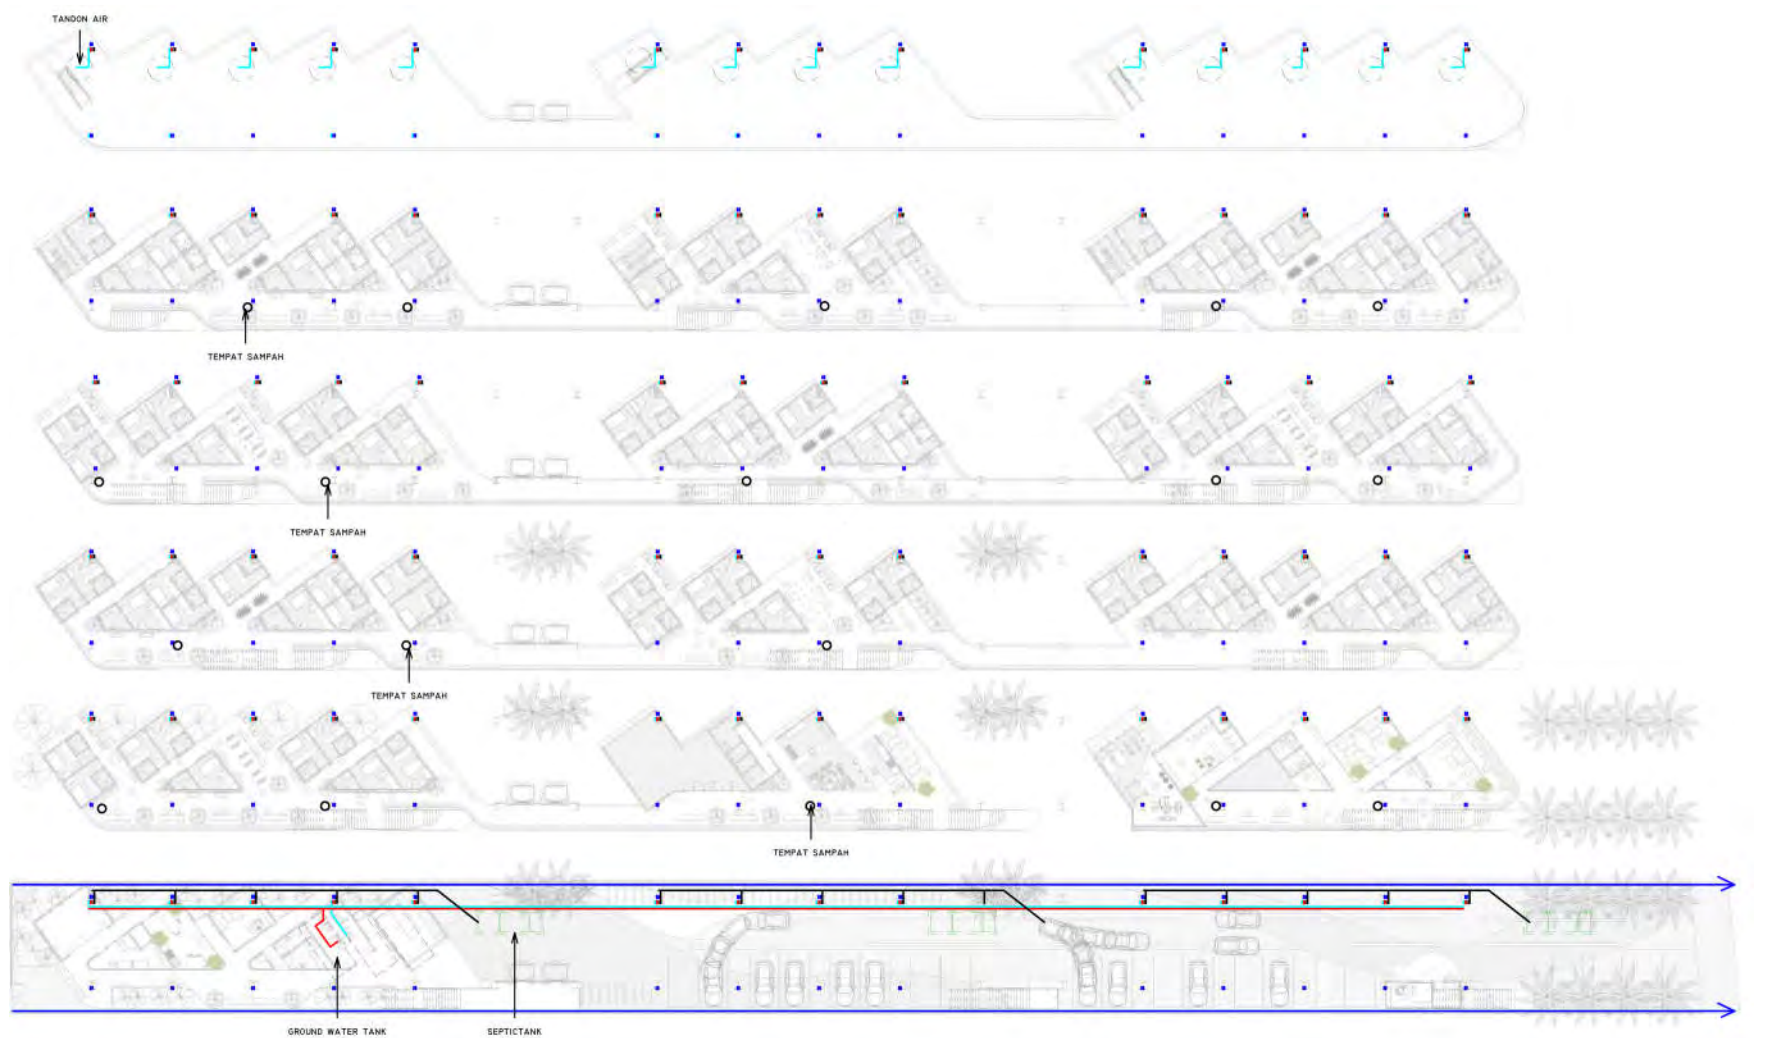 TANDON AIR
TEMPAT SAMPAH
TEMPAT SAMPAH
TEMPAT SAMPAH
TEMPAT SAMPAH
GROUND WATER TANK
SEPTICTANK